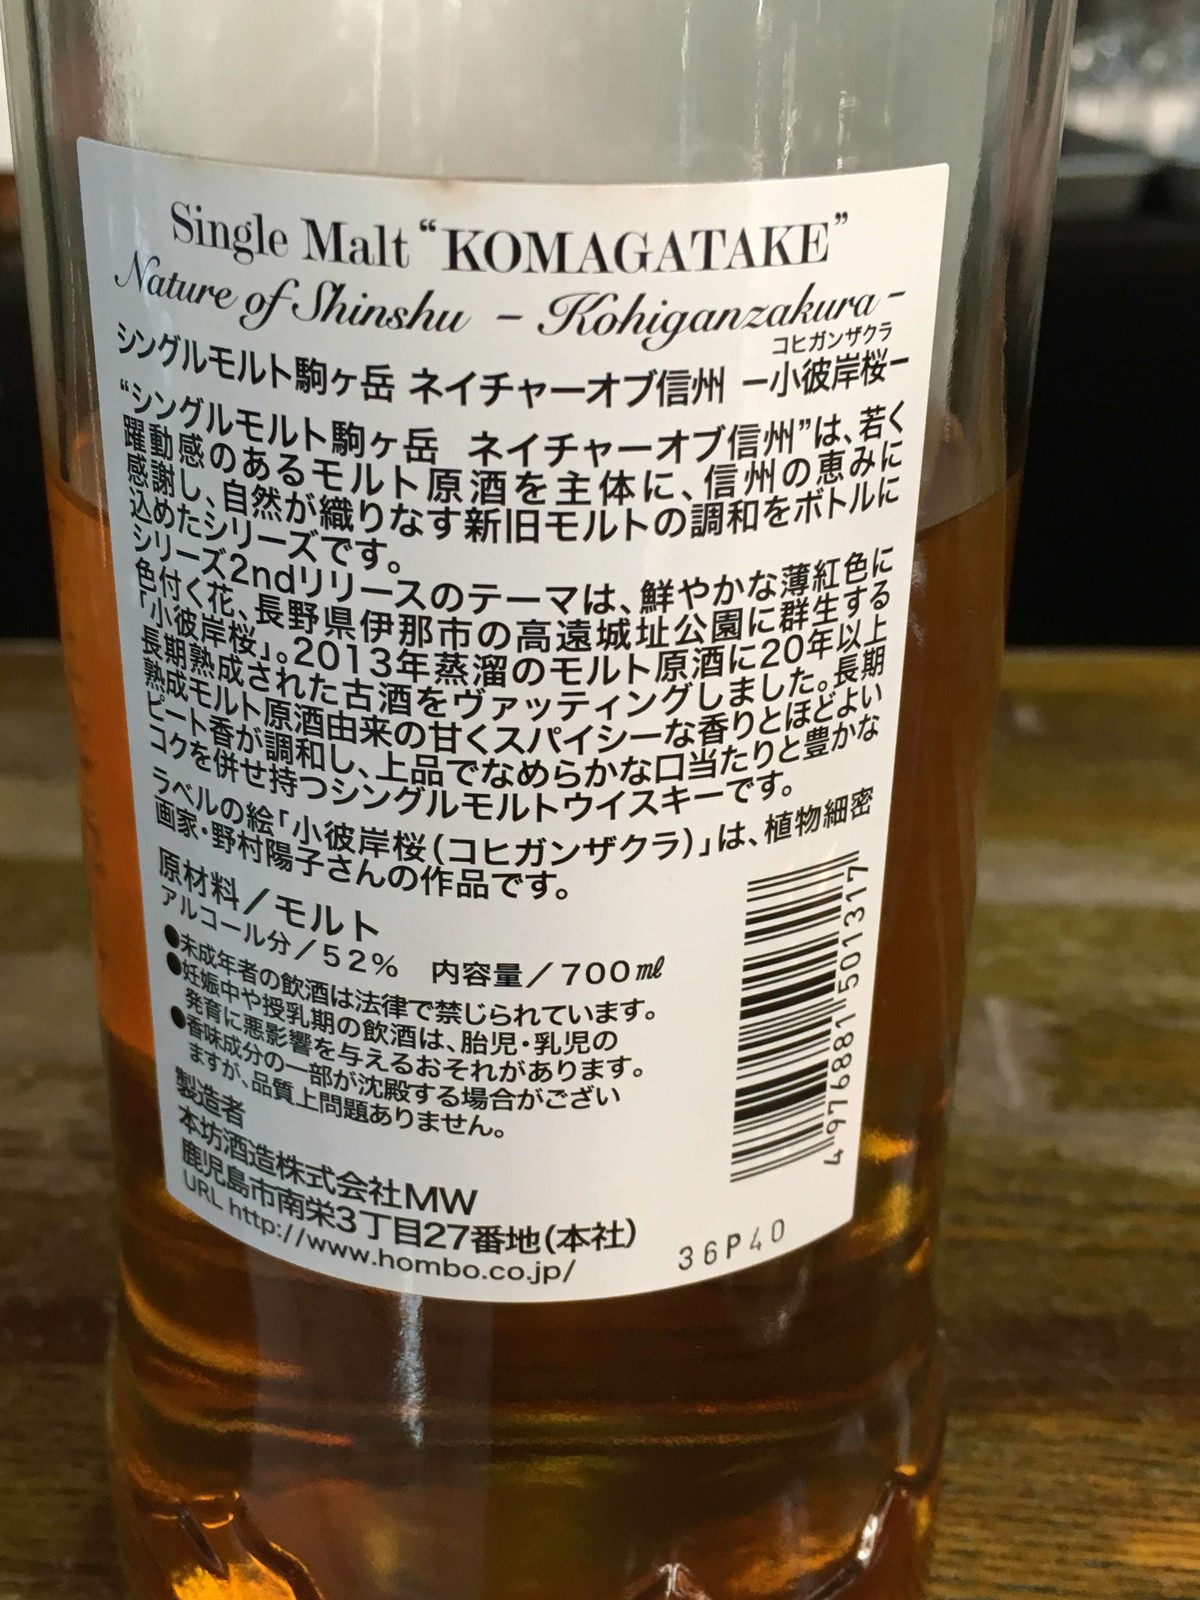 Single Malt “KOMAGATAKE”
Nature of Shinshu - Kohiganzakura -
コヒガンザクラ
シングルモルト駒ヶ岳 ネイチャーオブ信州 ー小彼岸桜ー
“シングルモルト駒ヶ岳 ネイチャーオブ信州”は、若く
躍動感のあるモルト原酒を主体に、信州の恵みに
感謝し、自然が織りなす新旧モルトの調和をボトルに
込めたシリーズです。
シリーズ2ndリリースのテーマは、鮮やかな薄紅色に
色付く花、長野県伊那市の高遠城址公園に群生する
「小彼岸桜」。2013年蒸溜のモルト原酒に20年以上
長期熟成された古酒をヴァッティングしました。長期
熟成モルト原酒由来の甘くスパイシーな香りとほどよい
ピート香が調和し、上品でなめらかな口当たりと豊かな
コクを併せ持つシングルモルトウイスキーです。
ラベルの絵「小彼岸桜(コヒガンザクラ)」は、植物細密
画家・野村陽子さんの作品です。
原材料／モルト
アルコール分／52% 内容量／700㎖
●未成年者の飲酒は法律で禁じられています。
●妊娠中や授乳期の飲酒は、胎児・乳児の
発育に悪影響を与えるおそれがあります。
●香味成分の一部が沈殿する場合がござい
ますが、品質上問題ありません。
製造者
本坊酒造株式会社MW
鹿児島市南栄3丁目27番地(本社)
URL http://www.hombo.co.jp/
4 976881 501317
36P40